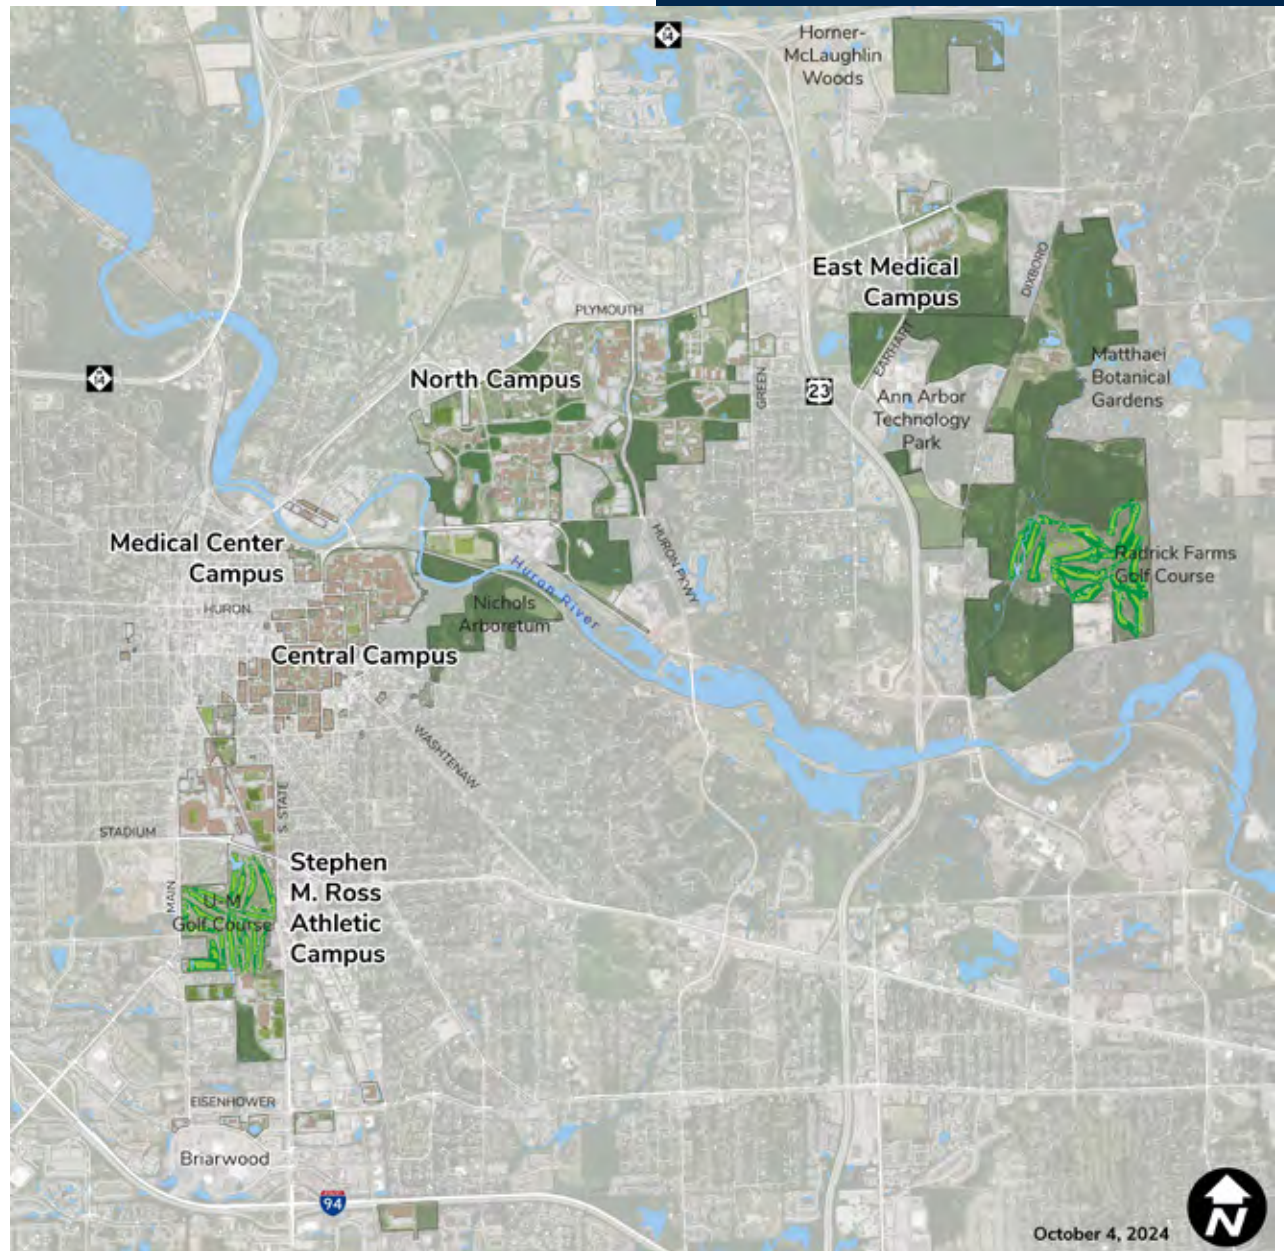 14
Horner-
McLaughlin
Woods
East Medical
Campus
DIXBORO
PLYMOUTH
14
North Campus
GREEN
23
EARHART
Matthaei
Botanical
Gardens
Ann Arbor
Technology
Park
Medical Center
Campus
HURON PKWY
Huron River
Radrick Farms
Golf Course
HURON
Nichols
Arboretum
Central Campus
WASHTENAW
S. STATE
STADIUM
Stephen
M. Ross
Athletic
Campus
MAIN
U-M
Golf Course
EISENHOWER
Briarwood
94
N
October 4, 2024